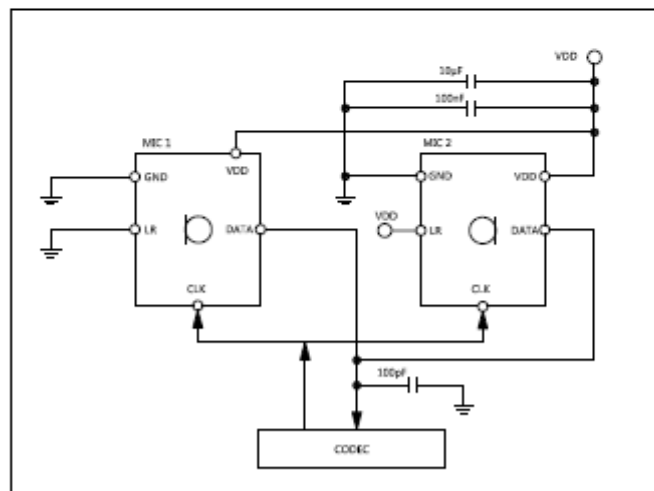 VDD
10µF
100nF
MIC 1
MIC 2
VDD
GND
GND
VDD
VDD
LR
DATA
LR
DATA
CLK
CLK
100pF
CODEC